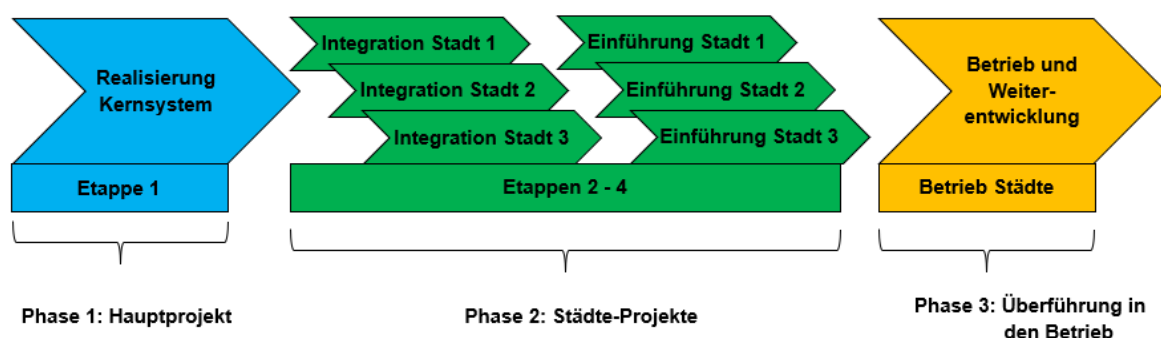 Realisierung
Kernsystem
Etappe 1
Integration Stadt 1
Einführung Stadt 1
Integration Stadt 2
Einführung Stadt 2
Integration Stadt 3
Einführung Stadt 3
Etappen 2 - 4
Betrieb und
Weiter-
entwicklung
Betrieb Städte
Phase 1: Hauptprojekt
Phase 2: Städte-Projekte
Phase 3: Überführung in
den Betrieb